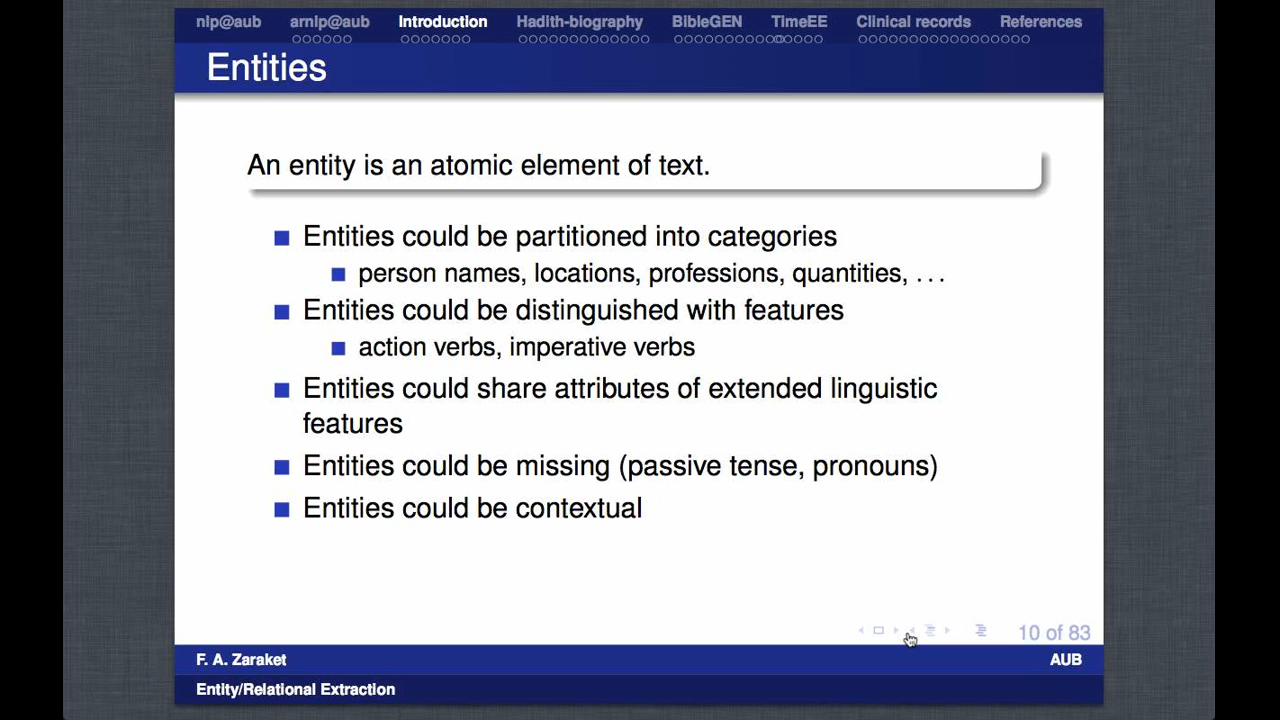 nlp@aub arnlp@aub Introduction Hadith-biography BibleGEN TimeEE Clinical records References
Entities
An entity is an atomic element of text.
Entities could be partitioned into categories
person names, locations, professions, quantities, ...
Entities could be distinguished with features
action verbs, imperative verbs
Entities could share attributes of extended linguistic
features
Entities could be missing (passive tense, pronouns)
Entities could be contextual
10 of 83
F. A. Zaraket AUB
Entity/Relational Extraction